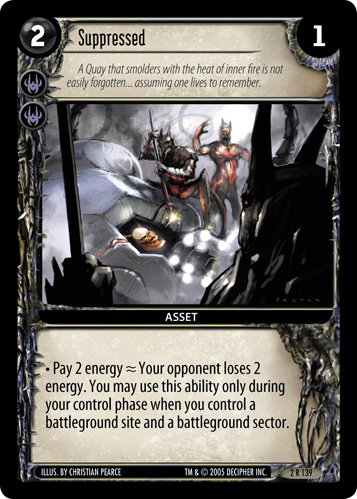 2 Suppressed 1
A Quay that smolders with the heat of inner fire is not
easily forgotten... assuming one lives to remember.
PEARCE
ASSET
• Pay 2 energy ≈ Your opponent loses 2
energy. You may use this ability only during
your control phase when you control a
battleground site and a battleground sector.
ILLUS. BY CHRISTIAN PEARCE TM & © 2005 DECIPHER INC. 2 R 139